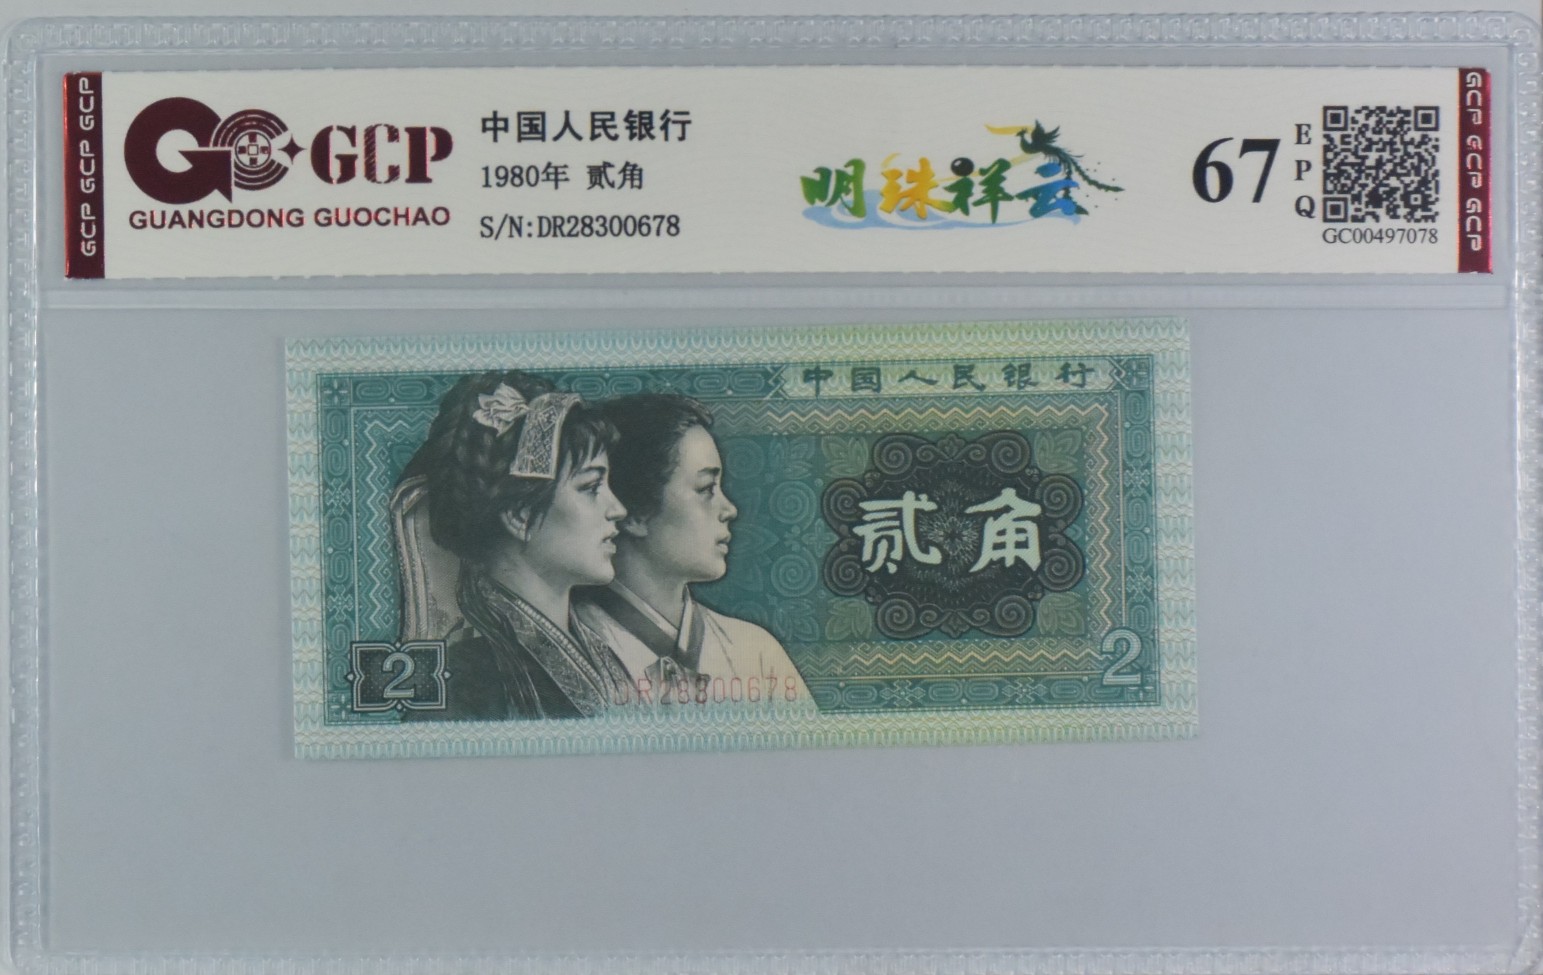 GCP GCP GCP
GCP
GUANGDONG GUOCHAO
中国人民银行
1980年 贰角
S/N:DR28300678
明珠祥云
67
EPQ
GC00497078
GCP GCP GCP
中国人民银行
贰角
2
2
DR28300678